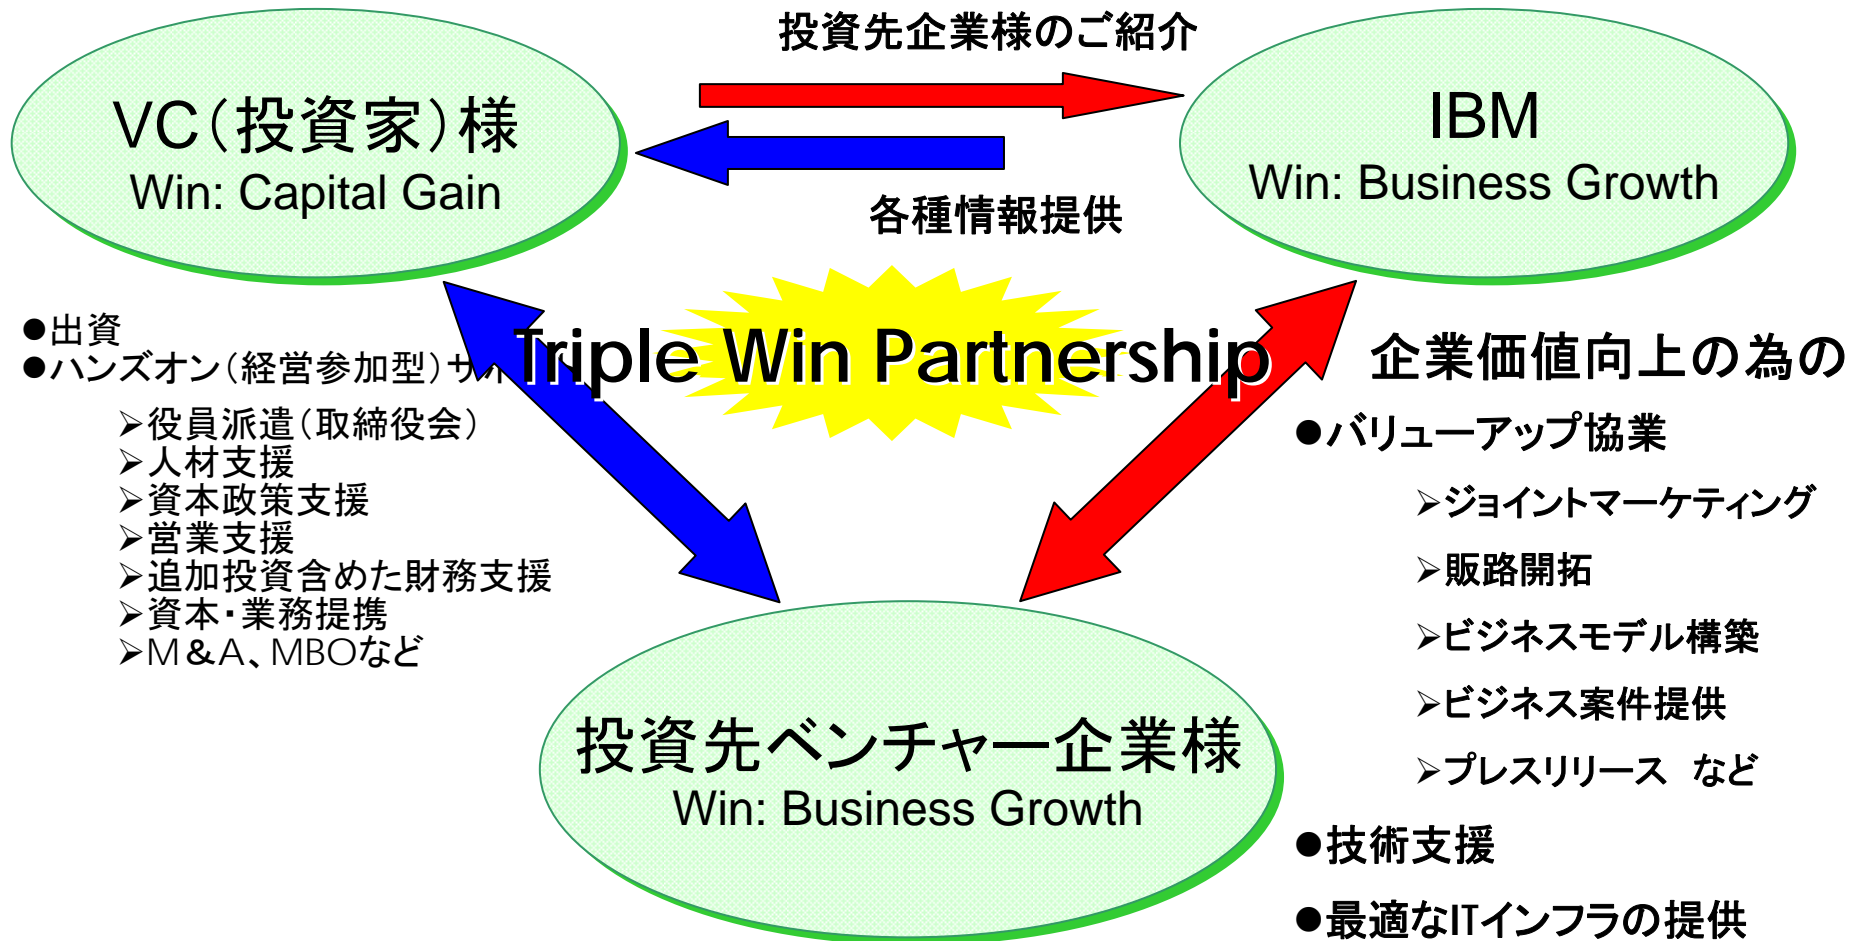 投資先企業様のご紹介
VC（投資家）様
Win: Capital Gain
IBM
Win: Business Growth
各種情報提供
Triple Win Partnership
●出資
●ハンズオン（経営参加型）サポ
➢役員派遣（取締役会）
➢人材支援
➢資本政策支援
➢営業支援
➢追加投資含めた財務支援
➢資本・業務提携
➢M＆A、MBOなど
企業価値向上の為の
●バリューアップ協業
➢ジョイントマーケティング
➢販路開拓
➢ビジネスモデル構築
➢ビジネス案件提供
➢プレスリリース　など
●技術支援
●最適なITインフラの提供
投資先ベンチャー企業様
Win: Business Growth